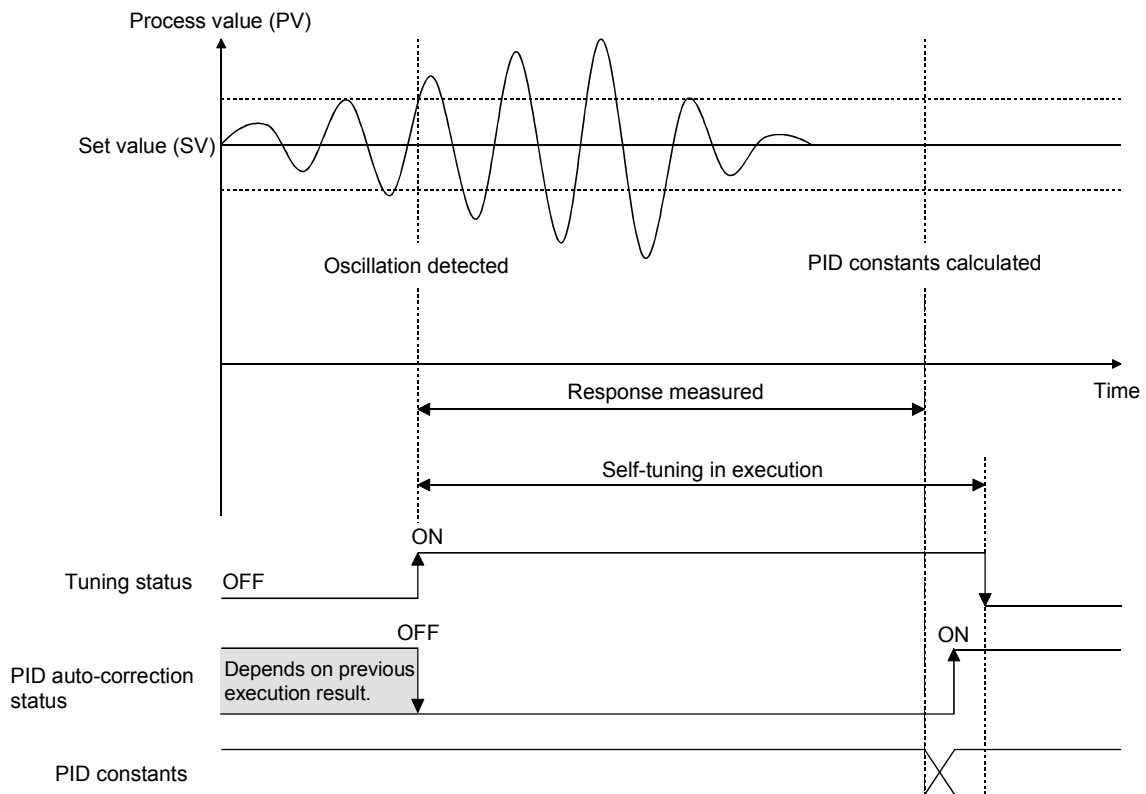 Process value (PV)
Set value (SV)
Oscillation detected
PID constants calculated
Time
Response measured
Self-tuning in execution
ON
Tuning status
OFF
OFF
ON
PID auto-correction
status
Depends on previous
execution result.
PID constants